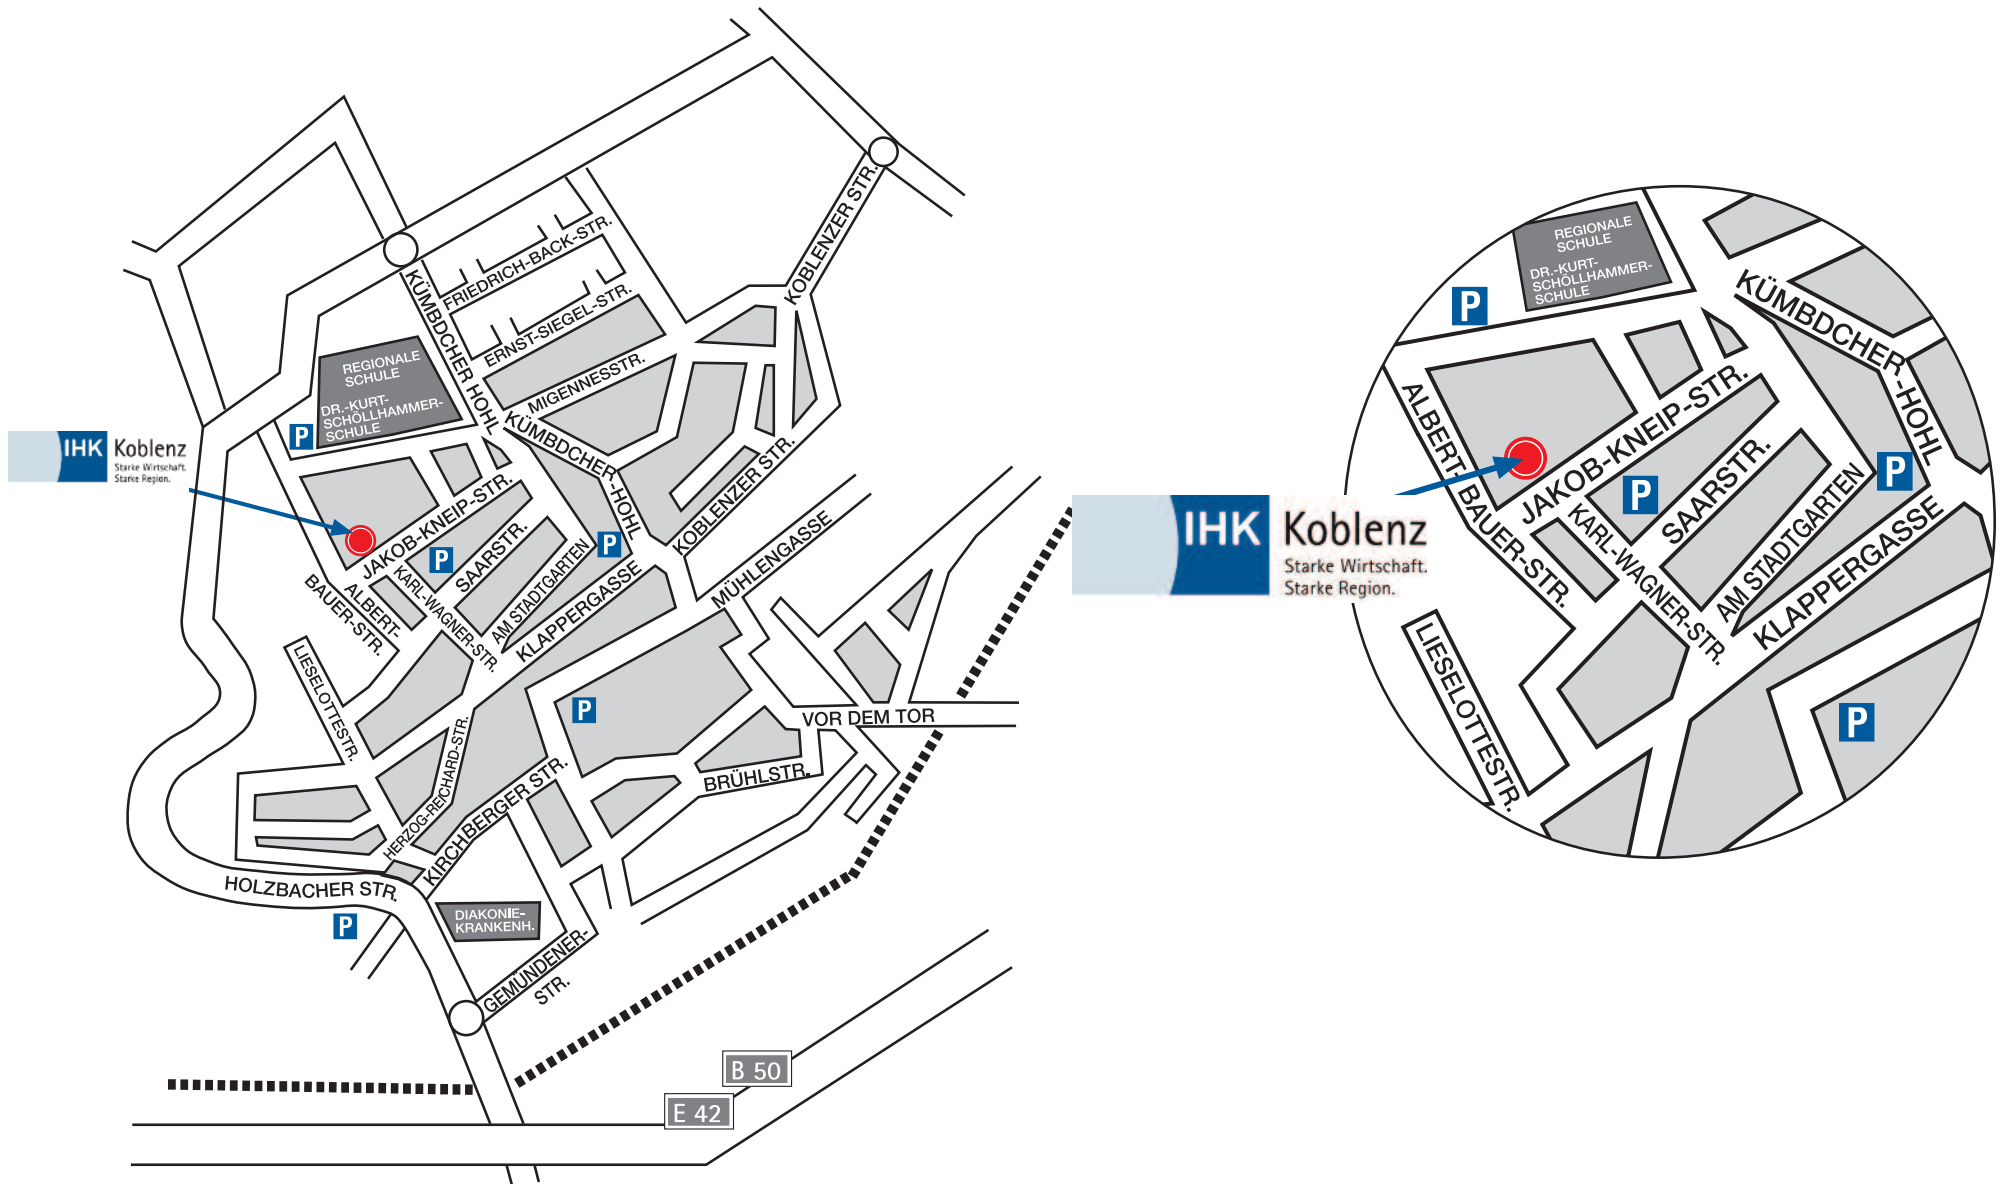 KOBLENZER STR.
FRIEDRICH-BACK-STR.
KÜMBDCHER HOHL
ERNST-SIEGEL-STR.
REGIONALE
SCHULE
DR.-KURT-
SCHÖLLHAMMER-
SCHULE
MIGENNESSTR.
KÜMBDCHER-HOHL
P
IHK Koblenz
Starke Wirtschaft.
Starke Region.
KOBLENZER STR.
JAKOB-KNEIP-STR.
P
SAARSTR.
P
AM STADTGARTEN
KARL-WAGNER-STR.
KLAPPERGASSE
MÜHLENGASSE
ALBERT-
BAUER-STR.
LIESELOTTESTR.
P
VOR DEM TOR
HERZOG-REICHARD-STR.
KIRCHBERGER STR.
BRÜHLSTR.
HOLZBACHER STR.
P
DIAKONIE-
KRANKENH.
GEMÜNDENER-
STR.
B 50
E 42
REGIONALE
SCHULE
DR.-KURT-
SCHÖLLHAMMER-
SCHULE
P
KÜMBDCHER-HOHL
ALBERT-BAUER-STR.
JAKOB-KNEIP-STR.
P
SAARSTR.
P
IHK Koblenz
Starke Wirtschaft.
Starke Region.
KARL-WAGNER-STR.
AM STADTGARTEN
KLAPPERGASSE
LIESELOTTESTR.
P